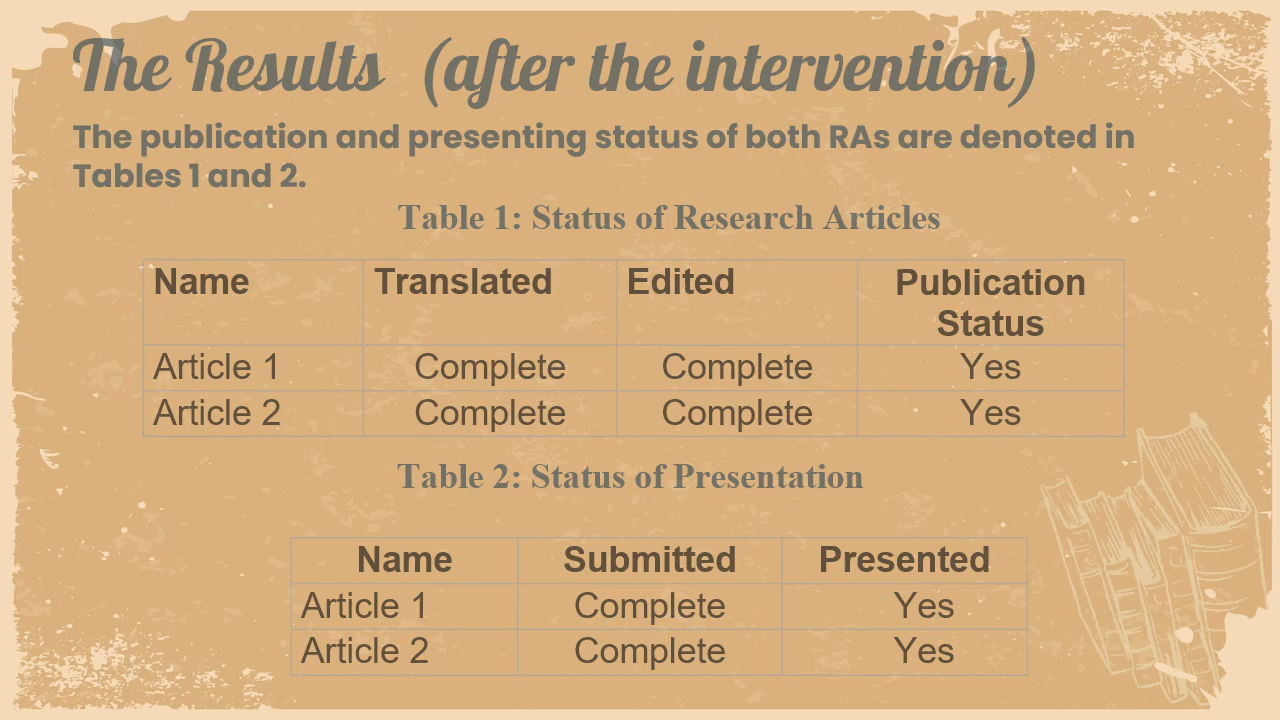 The Results (after the intervention)
The publication and presenting status of both RAs are denoted in
Tables 1 and 2.
Table 1: Status of Research Articles
Name Translated Edited Publication
Status
Article 1 Complete Complete Yes
Article 2 Complete Complete Yes
Table 2: Status of Presentation
Name Submitted Presented
Article 1 Complete Yes
Article 2 Complete Yes